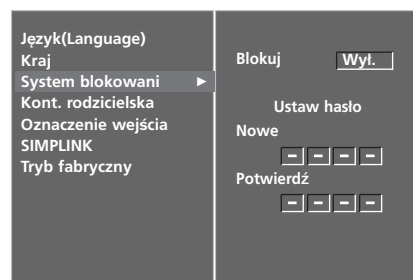 Język(Language)
Kraj
System blokowani ►
Kont. rodzicielska
Oznaczenie wejścia
SIMPLINK
Tryb fabryczny
Blokuj Wył.
Ustaw hasło
Nowe
– – – –
Potwierdź
– – – –